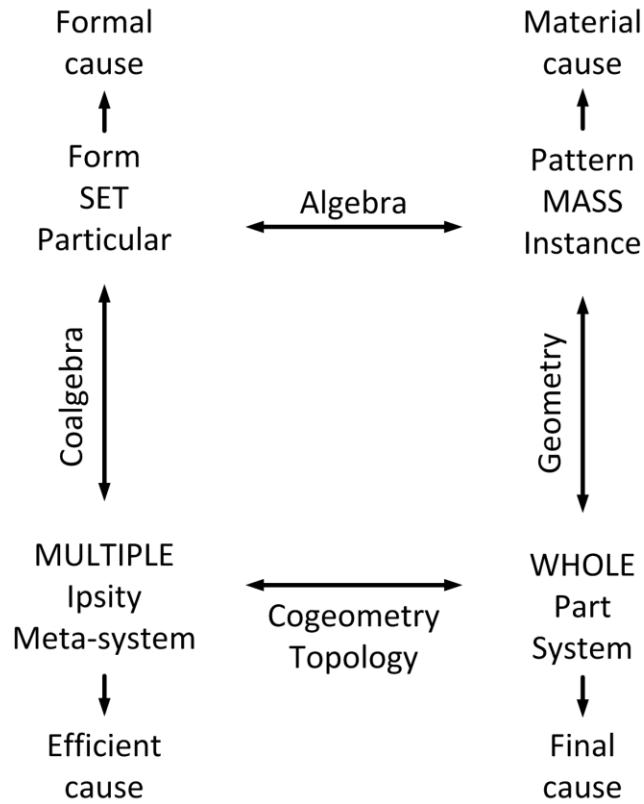 Formal
cause
Material
cause
Form
SET
Particular
Algebra
Pattern
MASS
Instance
Coalgebra
Geometry
MULTIPLE
Ipsity
Meta-system
Cogeometry
Topology
WHOLE
Part
System
Efficient
cause
Final
cause